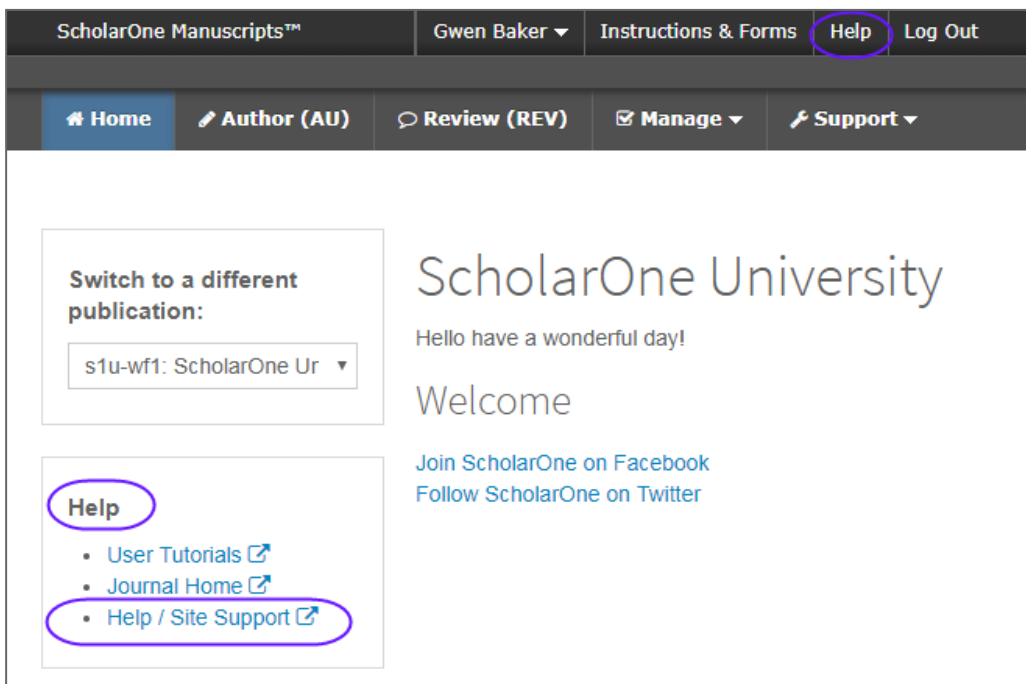 ScholarOne Manuscripts™ Gwen Baker Instructions & Forms Help Log Out
Home Author (AU) Review (REV) Manage Support
Switch to a different
publication:
s1u-wf1: ScholarOne Ur
Help
User Tutorials
Journal Home
Help / Site Support
ScholarOne University
Hello have a wonderful day!
Welcome
Join ScholarOne on Facebook
Follow ScholarOne on Twitter